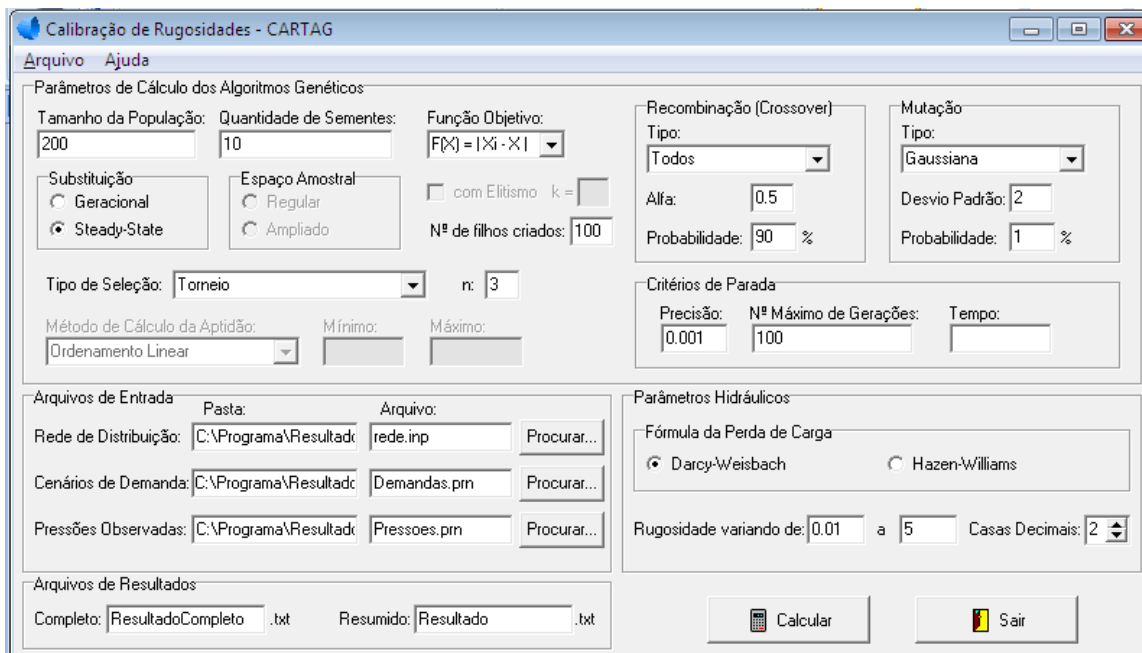 Calibração de Rugosidades - CARTAG
Arquivo Ajuda
Parâmetros de Cálculo dos Algoritmos Genéticos
Tamanho da População: Quantidade de Sementes: Função Objetivo:
200 10 F(X) = | Xi - X |
Substituição
Geracional
Steady-State
Espaço Amostral
Regular
Ampliado
com Elitismo k =
Nº de filhos criados: 100
Tipo de Seleção: Torneio n: 3
Método de Cálculo da Aptidão: Mínimo: Máximo:
Ordenamento Linear
Recombinação (Crossover)
Tipo:
Todos
Alfa: 0.5
Probabilidade: 90 %
Mutação
Tipo:
Gaussiana
Desvio Padrão: 2
Probabilidade: 1 %
Critérios de Parada
Precisão: Nº Máximo de Gerações: Tempo:
0.001 100
Arquivos de Entrada
Pasta: Arquivo:
Rede de Distribuição: C:\Programa\Resultado rede.inp Procurar...
Cenários de Demanda: C:\Programa\Resultado Demandas.prn Procurar...
Pressões Observadas: C:\Programa\Resultado Pressoes.prn Procurar...
Parâmetros Hidráulicos
Fórmula da Perda de Carga
Darcy-Weisbach Hazen-Williams
Rugosidade variando de: 0.01 a 5 Casas Decimais: 2
Arquivos de Resultados
Completo: ResultadoCompleto .txt Resumido: Resultado .txt
Calcular Sair